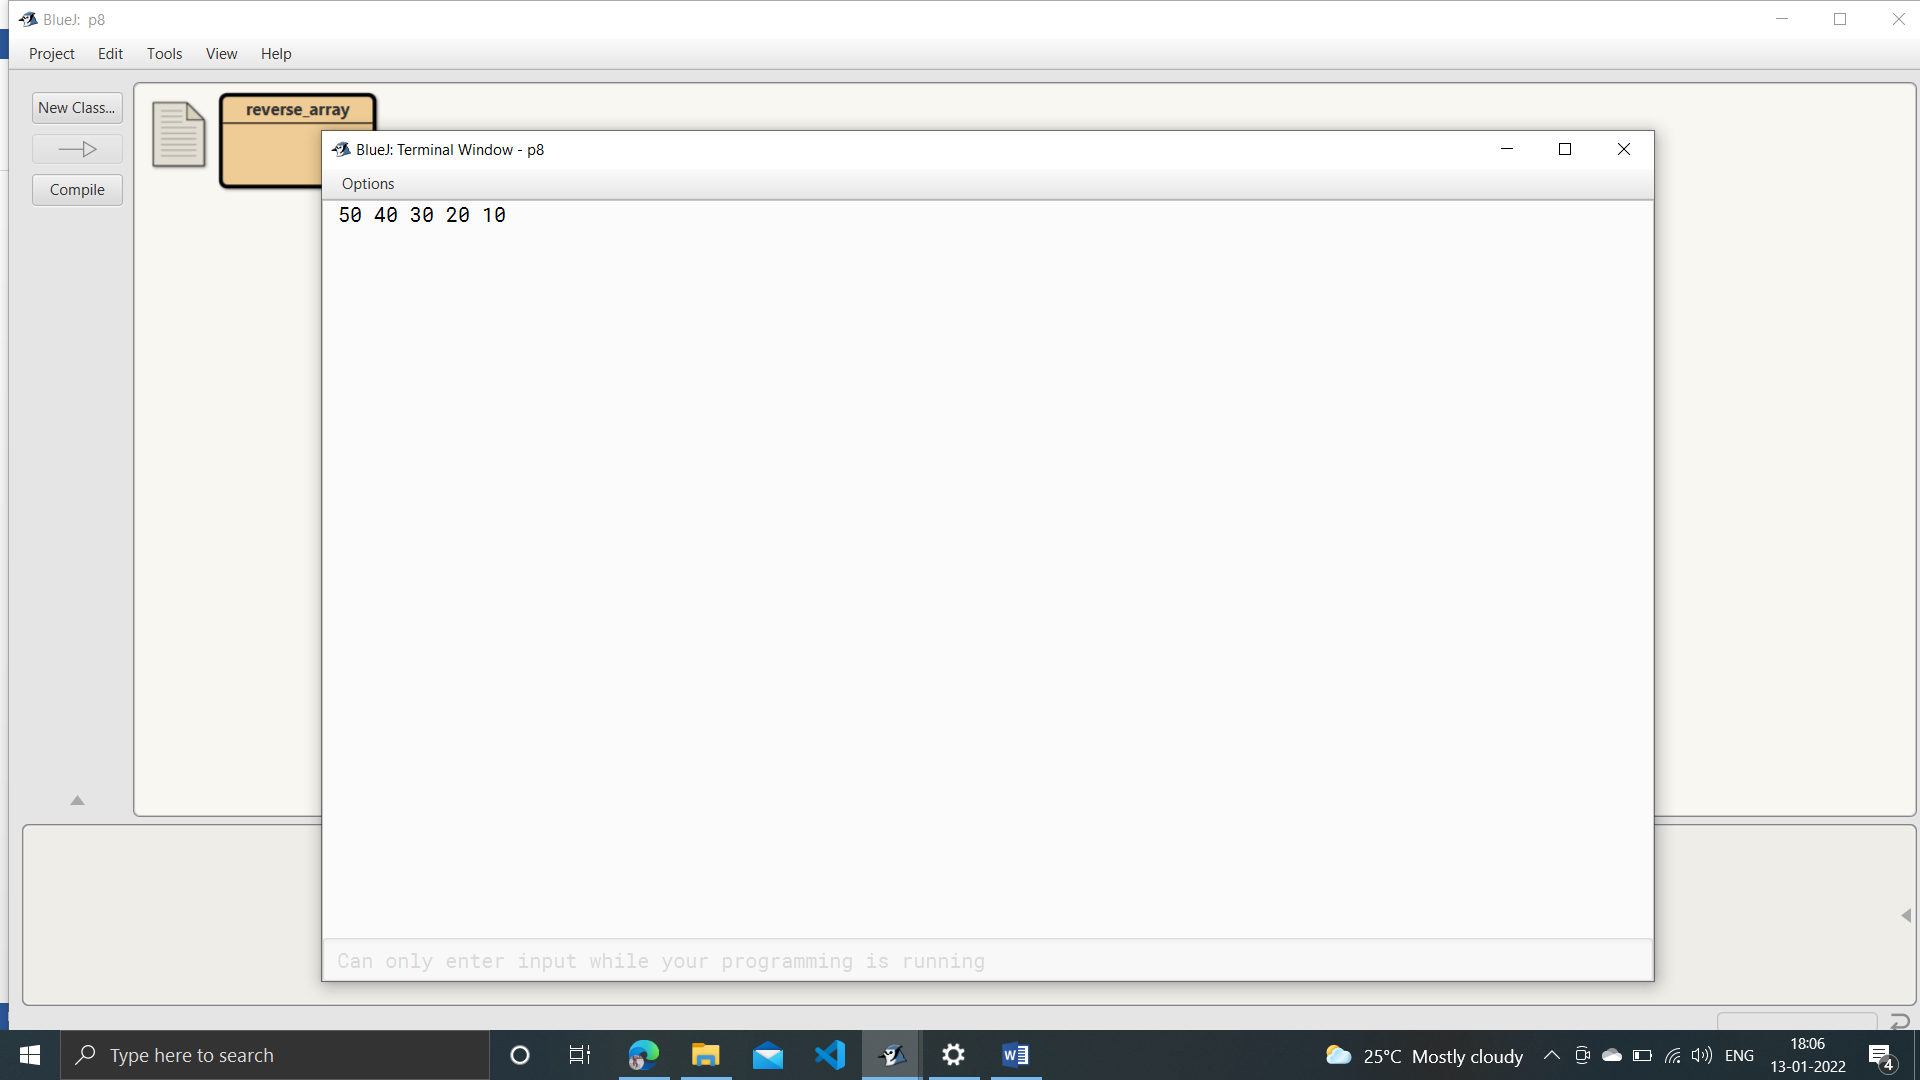 BlueJ: p8
Project Edit Tools View Help
New Class...
Compile
reverse_array
BlueJ: Terminal Window - p8
Options
50 40 30 20 10
Can only enter input while your programming is running
Type here to search
25°C Mostly cloudy
ENG
18:06
13-01-2022
4